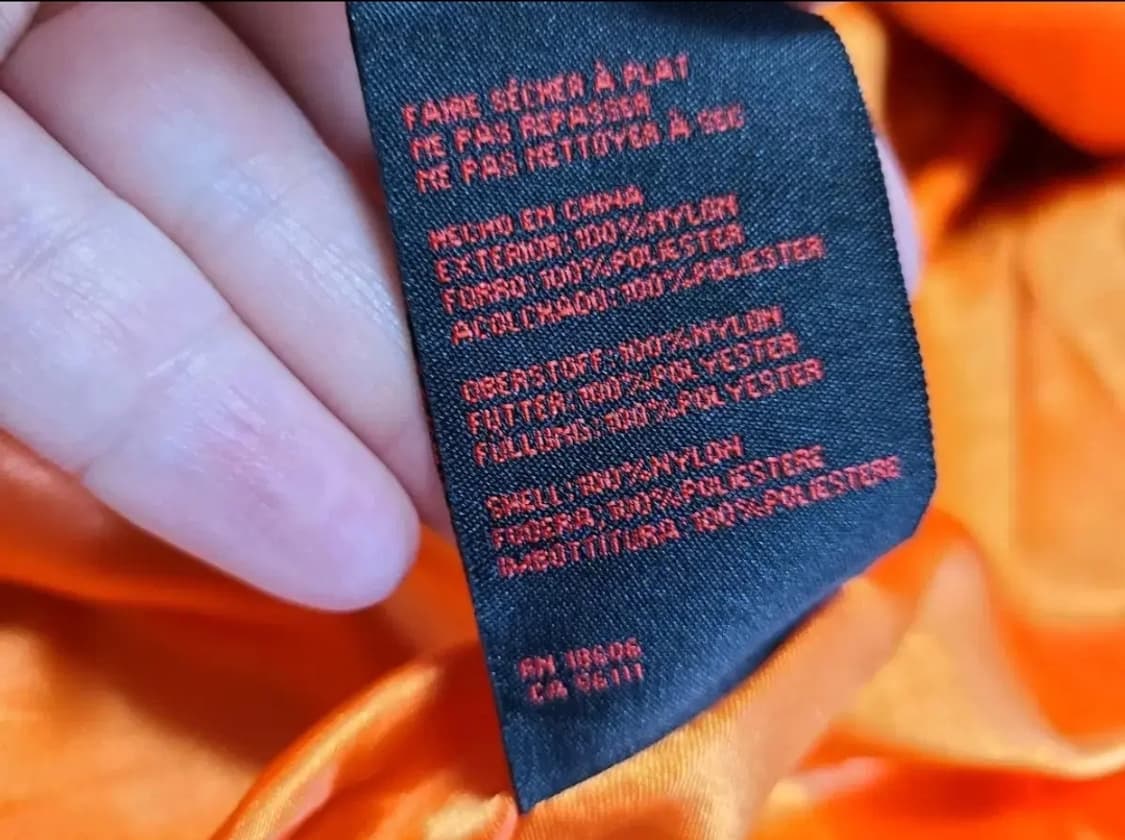 FAIRE SÉCHER À PLAT
NE PAS REPASSER
NE PAS NETTOYER À SEC
HECHO EN CHINA
EXTERIOR: 100%NYLON
FORRO: 100%POLIESTER
ACOLCHADO: 100%POLIESTER
OBERSTOFF: 100%NYLON
FUTTER: 100%POLYESTER
FULLUNG: 100%POLYESTER
SHELL: 100%NYLON
FODERA: 100%POLIESTERE
IMBOTTITURA: 100%POLIESTERE
RN
CA 56111